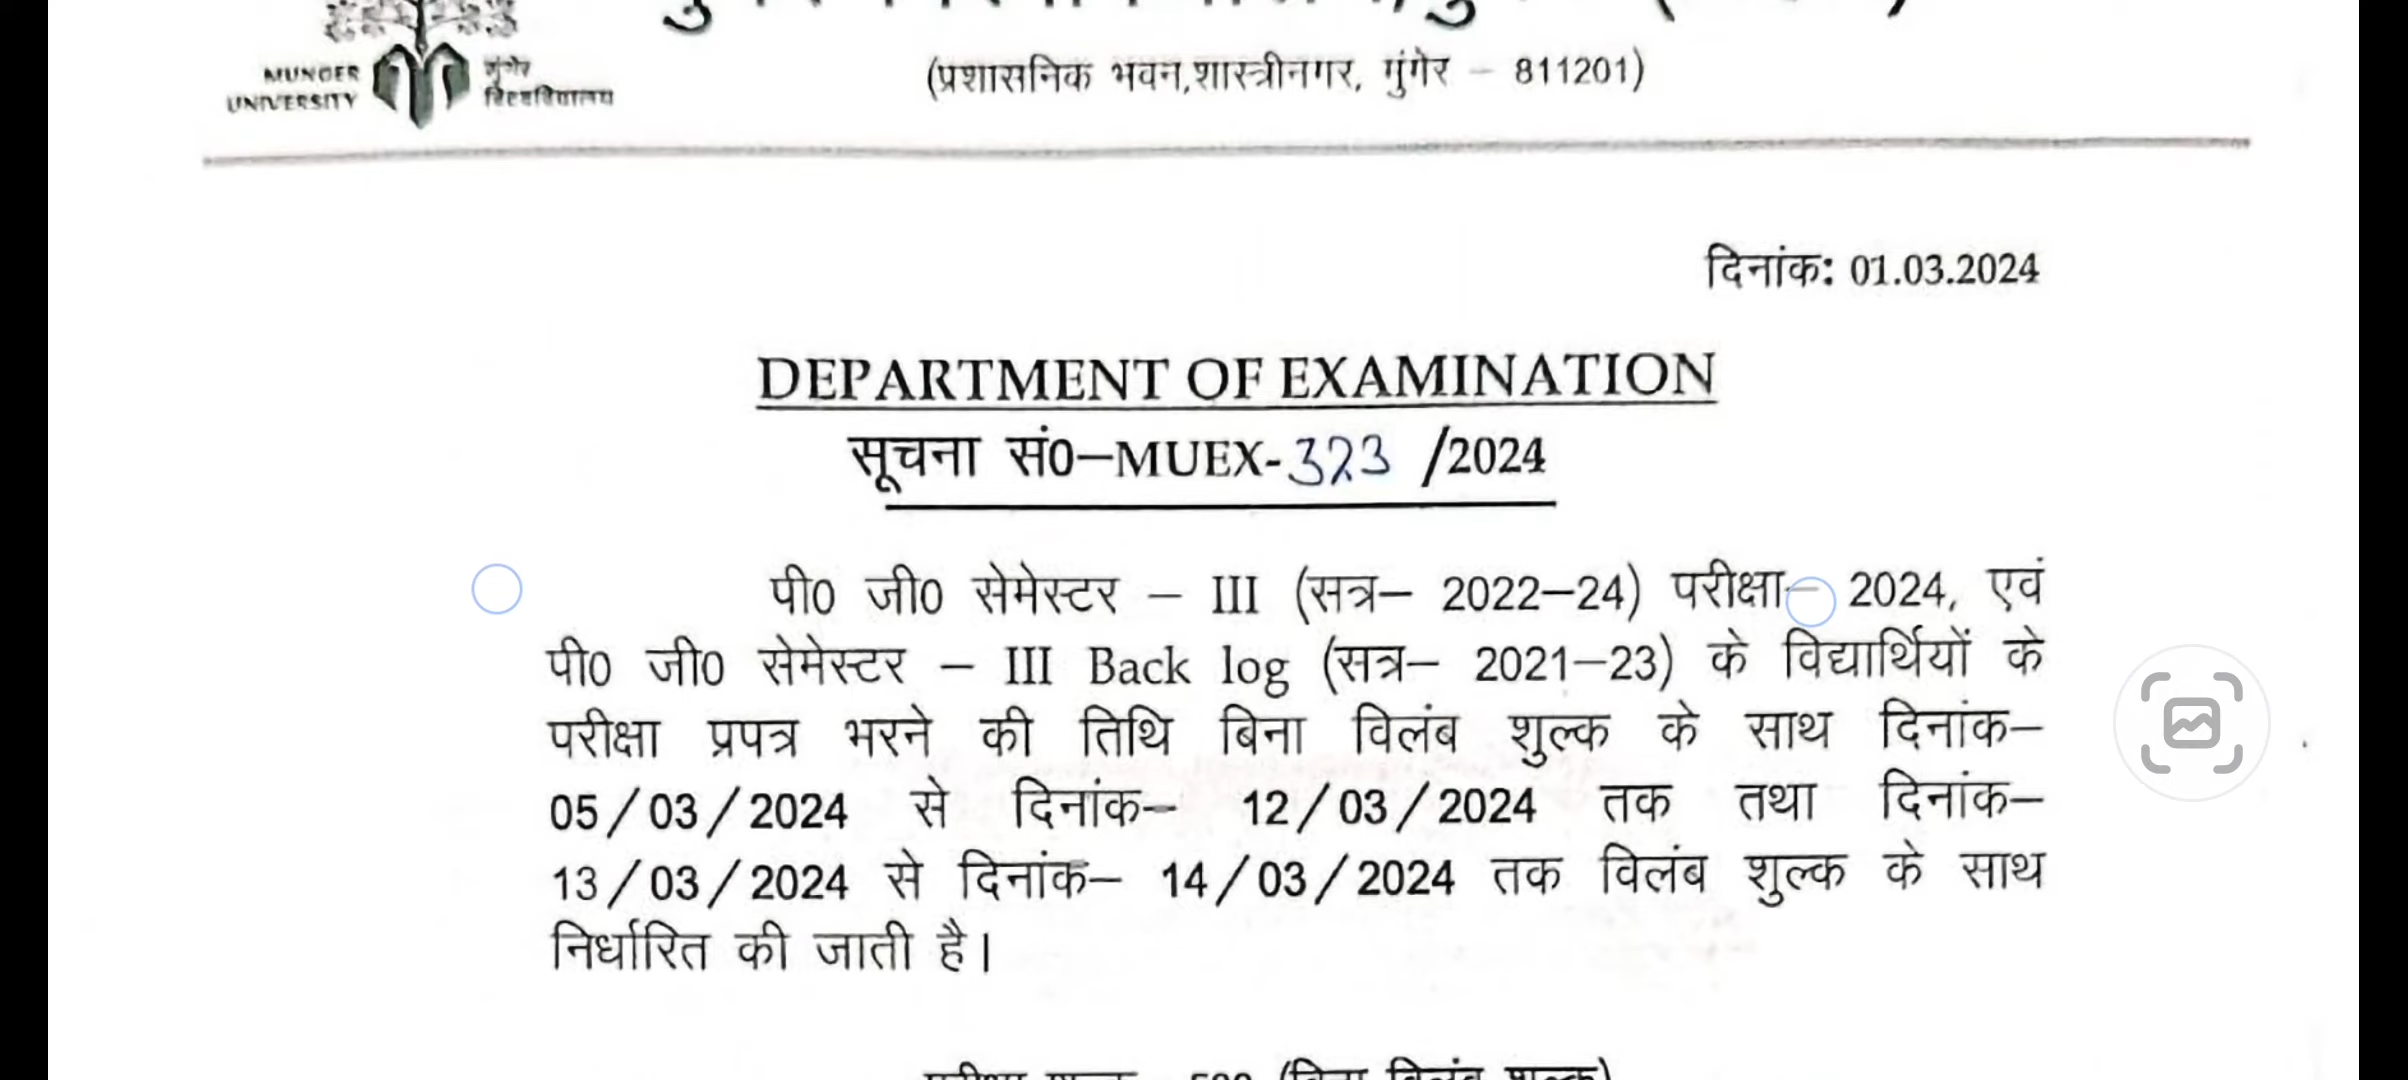 MUNGER
UNIVERSITY
मुंगेर
विश्वविद्यालय
(प्रशासनिक भवन,शास्त्रीनगर, मुंगेर – 811201)
दिनांक: 01.03.2024
DEPARTMENT OF EXAMINATION
सूचना सं0–MUEX-323 /2024
पी0 जी0 सेमेस्टर – III (सत्र– 2022–24) परीक्षा– 2024, एवं
पी0 जी0 सेमेस्टर – III Back log (सत्र– 2021–23) के विद्यार्थियों के
परीक्षा प्रपत्र भरने की तिथि बिना विलंब शुल्क के साथ दिनांक–
05/03/2024 से दिनांक– 12/03/2024 तक तथा दिनांक–
13/03/2024 से दिनांक– 14/03/2024 तक विलंब शुल्क के साथ
निर्धारित की जाती है।
(बिना विलंब शुल्क)